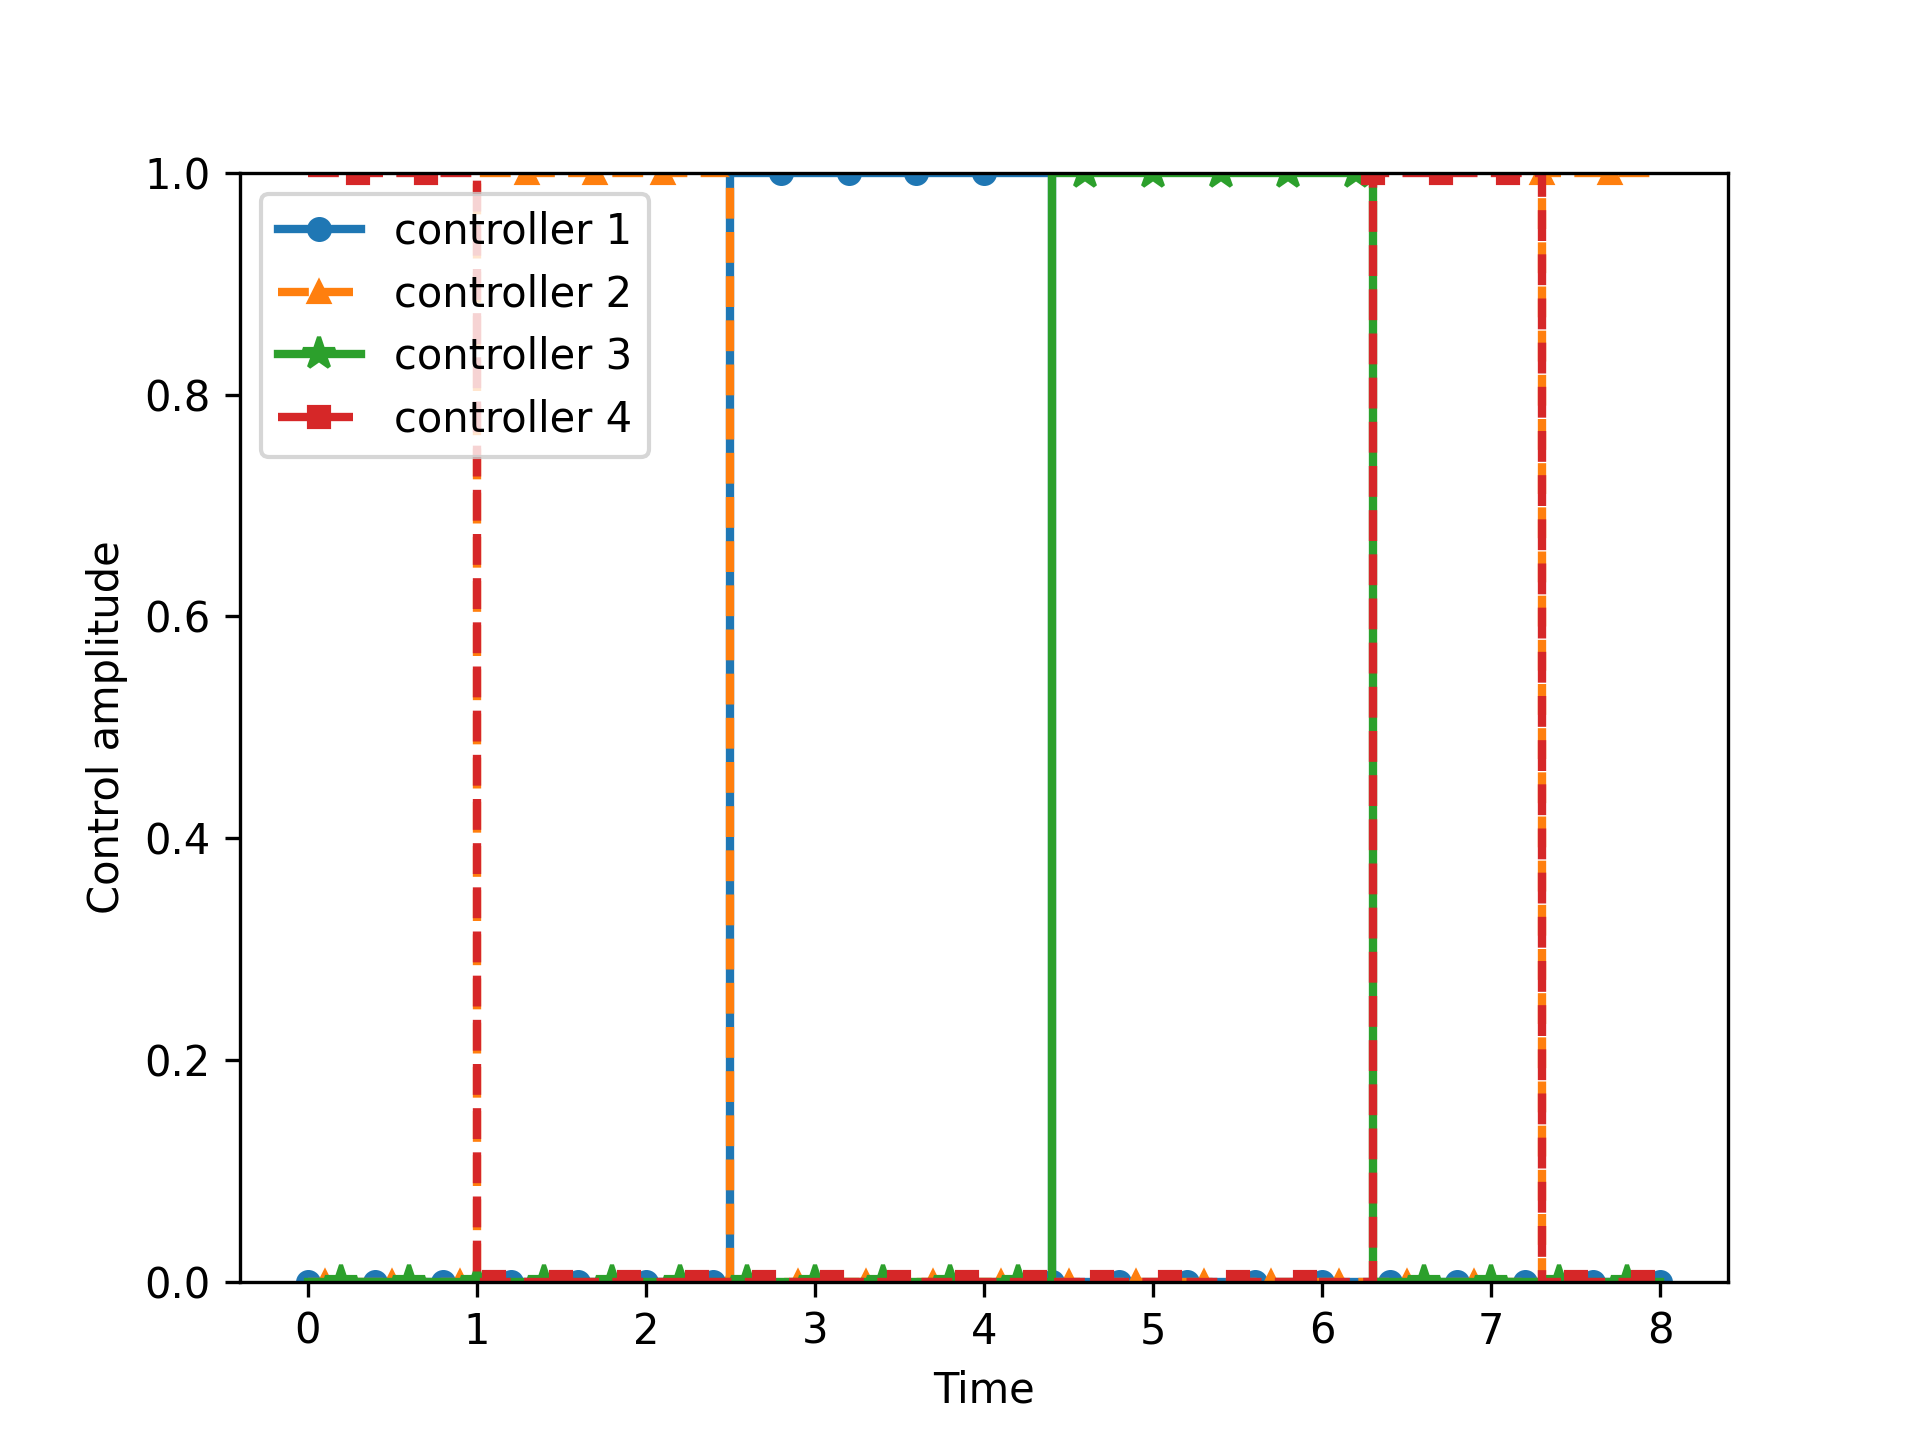 controller 1
controller 2
controller 3
controller 4
1.0
0.8
0.6
0.4
0.2
0.0
Control amplitude
0 1 2 3 4 5 6 7 8
Time